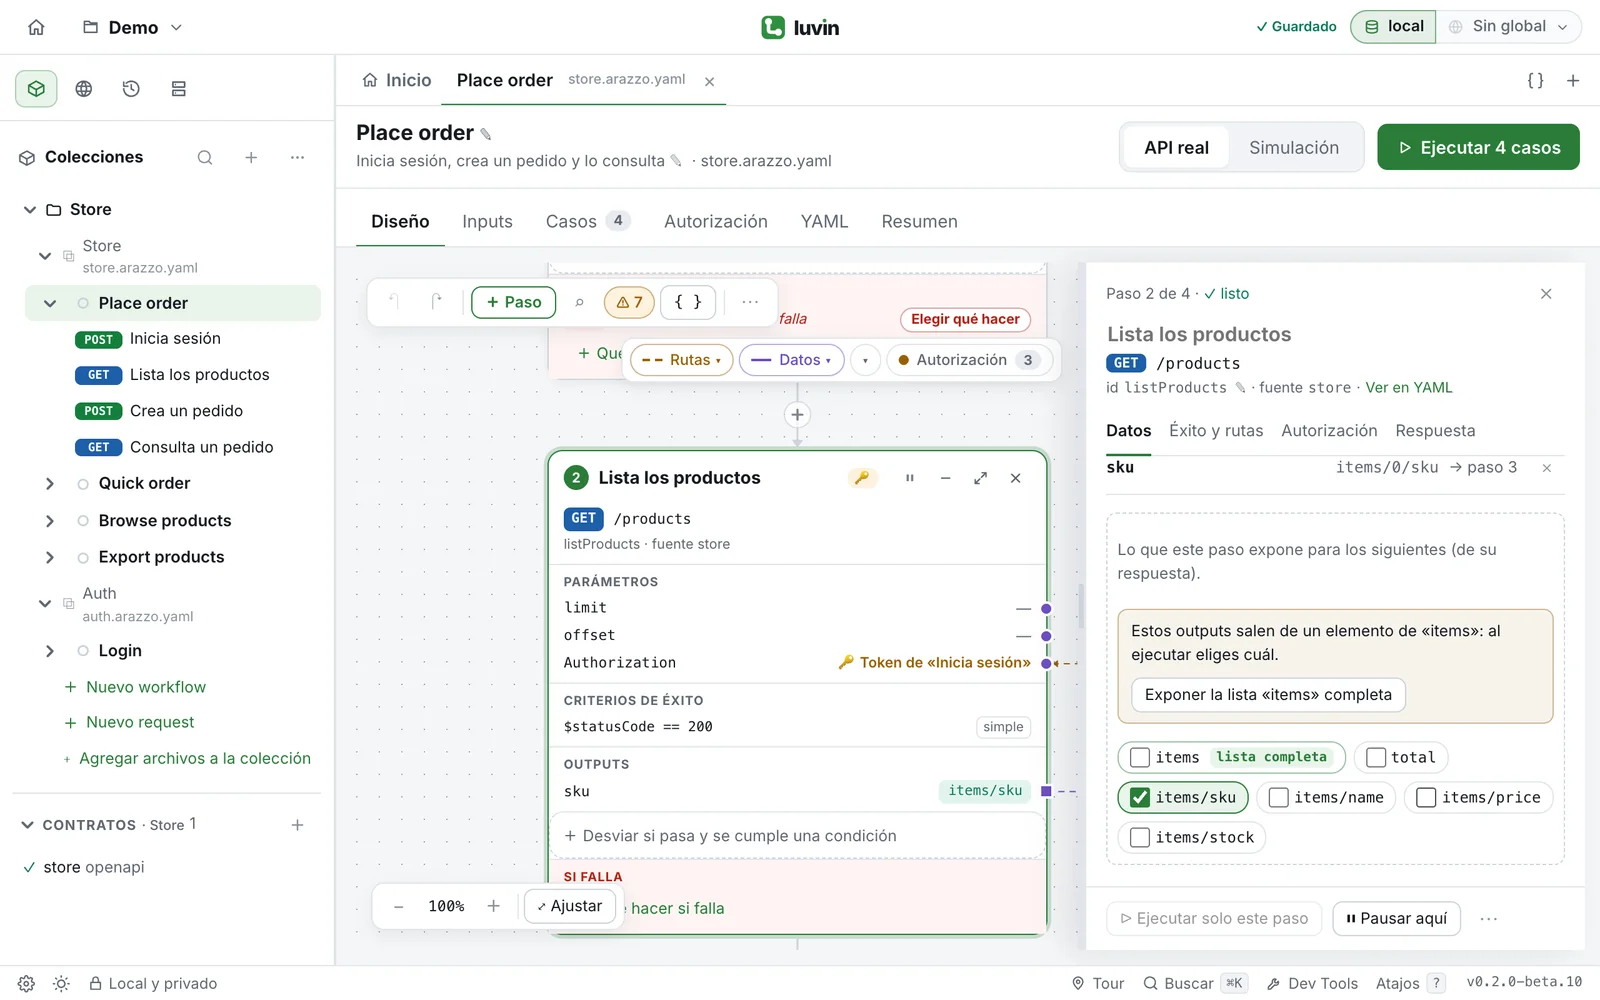 Demo
luvin
Guardado
local
Sin global
Inicio
Place order store.arazzo.yaml
Place order
Inicia sesión, crea un pedido y lo consulta · store.arazzo.yaml
API real
Simulación
Ejecutar 4 casos
Colecciones
Store
Store
store.arazzo.yaml
Place order
POST Inicia sesión
GET Lista los productos
POST Crea un pedido
GET Consulta un pedido
Quick order
Browse products
Export products
Auth
auth.arazzo.yaml
Login
+ Nuevo workflow
+ Nuevo request
+ Agregar archivos a la colección
CONTRATOS · Store 1
store openapi
Diseño
Inputs
Casos 4
Autorización
YAML
Resumen
+ Paso
7
{ }
...
falla
Elegir qué hacer
+ Qu
Rutas
Datos
Autorización 3
2 Lista los productos
GET /products
listProducts · fuente store
PARÁMETROS
limit —
offset —
Authorization Token de «Inicia sesión»
CRITERIOS DE ÉXITO
$statusCode == 200 simple
OUTPUTS
sku items/sku
+ Desviar si pasa y se cumple una condición
SI FALLA
hacer si falla
− 100% +
Ajustar
Paso 2 de 4 · ✓ listo
Lista los productos
GET /products
id listProducts · fuente store · Ver en YAML
Datos
Éxito y rutas
Autorización
Respuesta
sku items/0/sku → paso 3 ×
Lo que este paso expone para los siguientes (de su
respuesta).
Estos outputs salen de un elemento de «items»: al
ejecutar eliges cuál.
Exponer la lista «items» completa
items lista completa
total
items/sku
items/name
items/price
items/stock
Ejecutar solo este paso
Pausar aquí
...
Local y privado
Tour
Buscar ⌘K
Dev Tools
Atajos ?
v0.2.0-beta.10